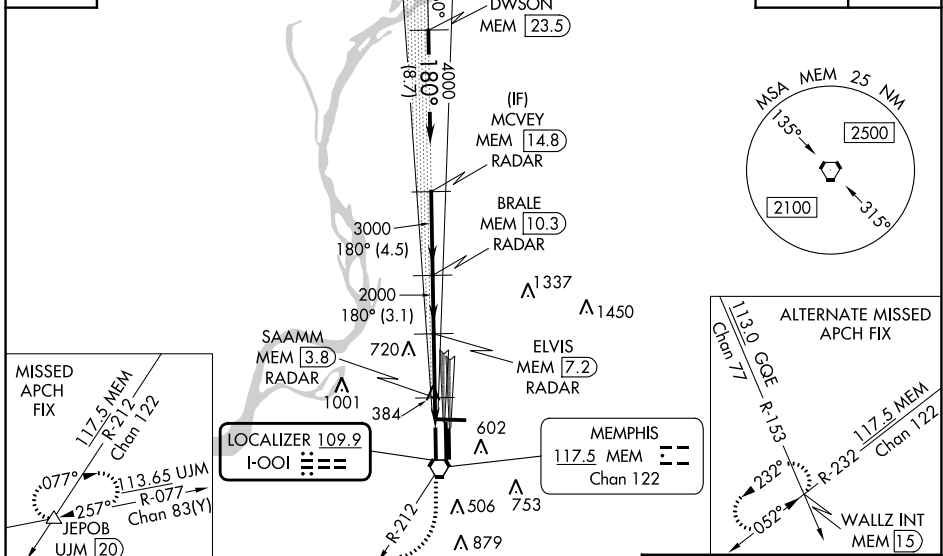 DWSON
MEM 23.5
0°
4000
180°
(8.7)
(IF)
MCVEY
MEM 14.8
RADAR
BRALE
MEM 10.3
RADAR
3000
180° (4.5)
2000
180° (3.1)
ELVIS
MEM 7.2
RADAR
SAAMM
MEM 3.8
RADAR
1337
1450
720
1001
384
602
506
753
879
MSA MEM 25 NM
135°
2500
2100
315°
MISSED
APCH
FIX
117.5 MEM
R-212
Chan 122
077°
113.65 UJM
257°
R-077
Chan 83(Y)
JEPOB
UJM 20
LOCALIZER 109.9
I-OOI
MEMPHIS
117.5 MEM
Chan 122
R-212
ALTERNATE MISSED
APCH FIX
113.0 GQE
Chan 77
R-153
117.5 MEM
Chan 122
R-232
232°
052°
WALLZ INT
MEM 15